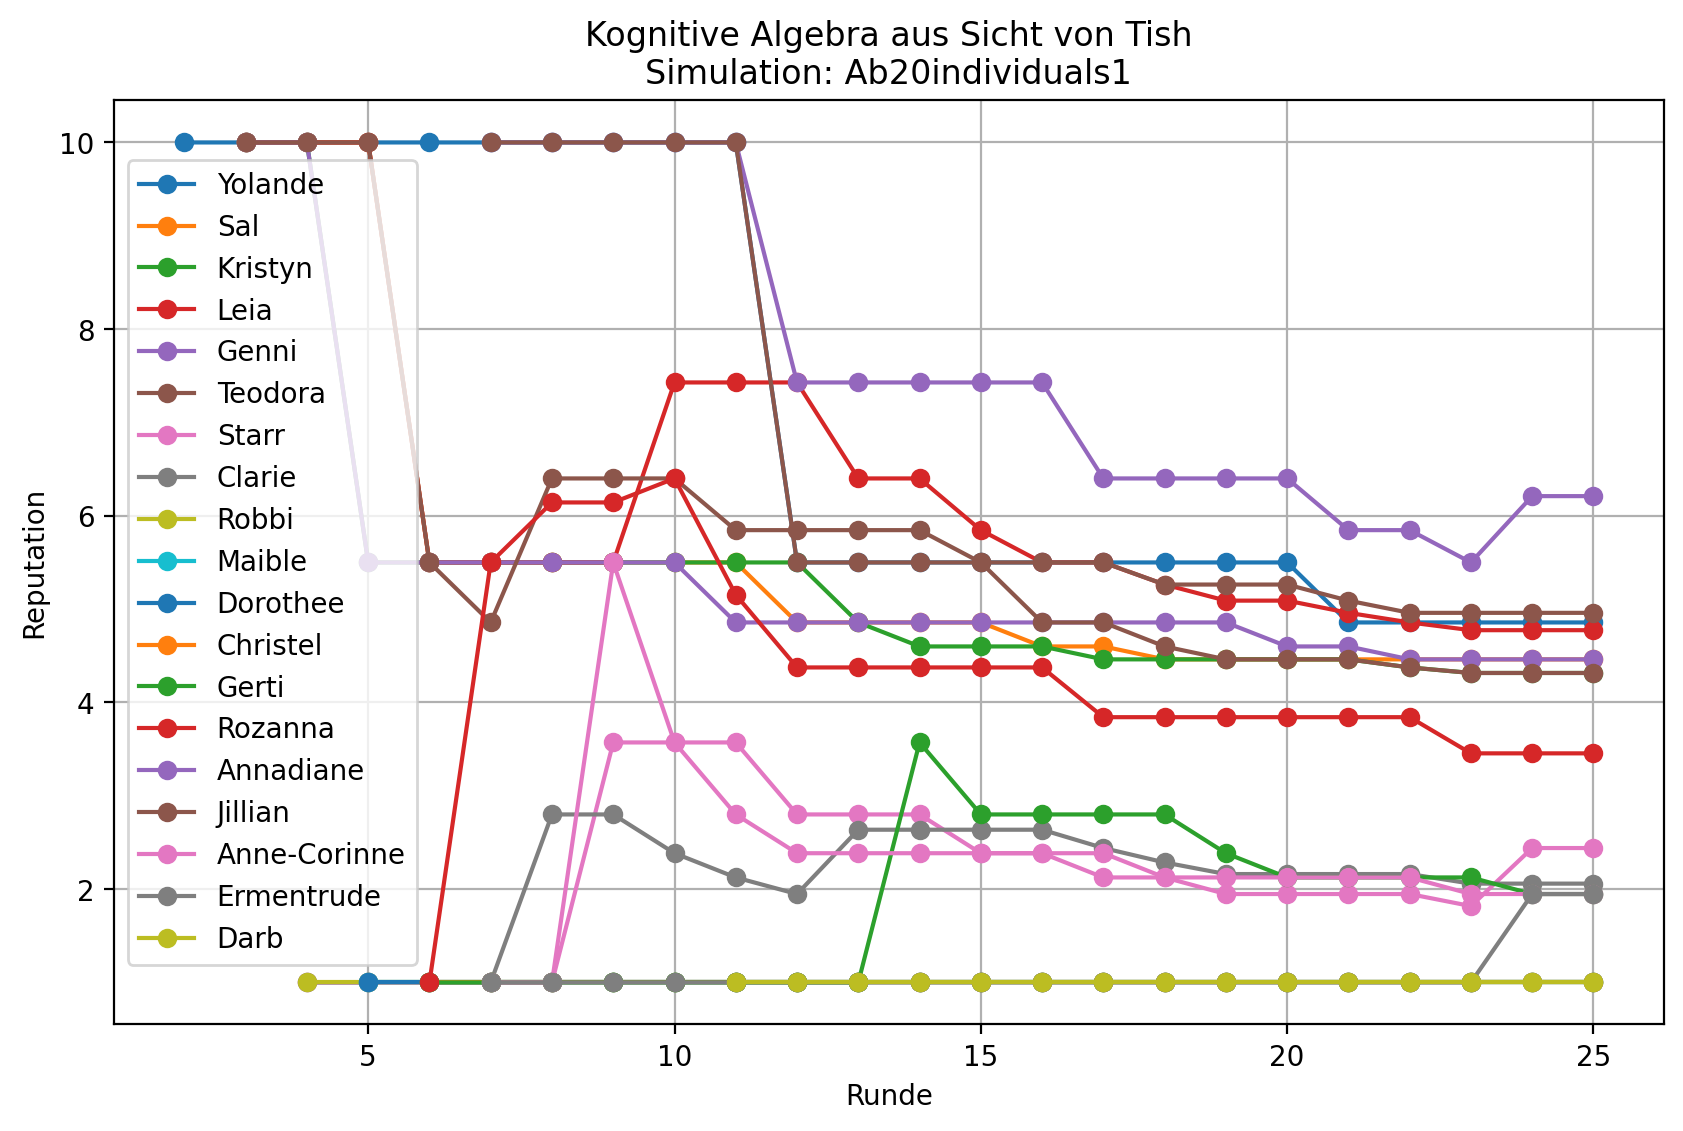 Kognitive Algebra aus Sicht von Tish
Simulation: Ab20individuals1
Reputation
10
8
6
4
2
Yolande
Sal
Kristyn
Leia
Genni
Teodora
Starr
Clarie
Robbi
Maible
Dorothee
Christel
Gerti
Rozanna
Annadiane
Jillian
Anne-Corinne
Ermentrude
Darb
5 10 15 20 25
Runde